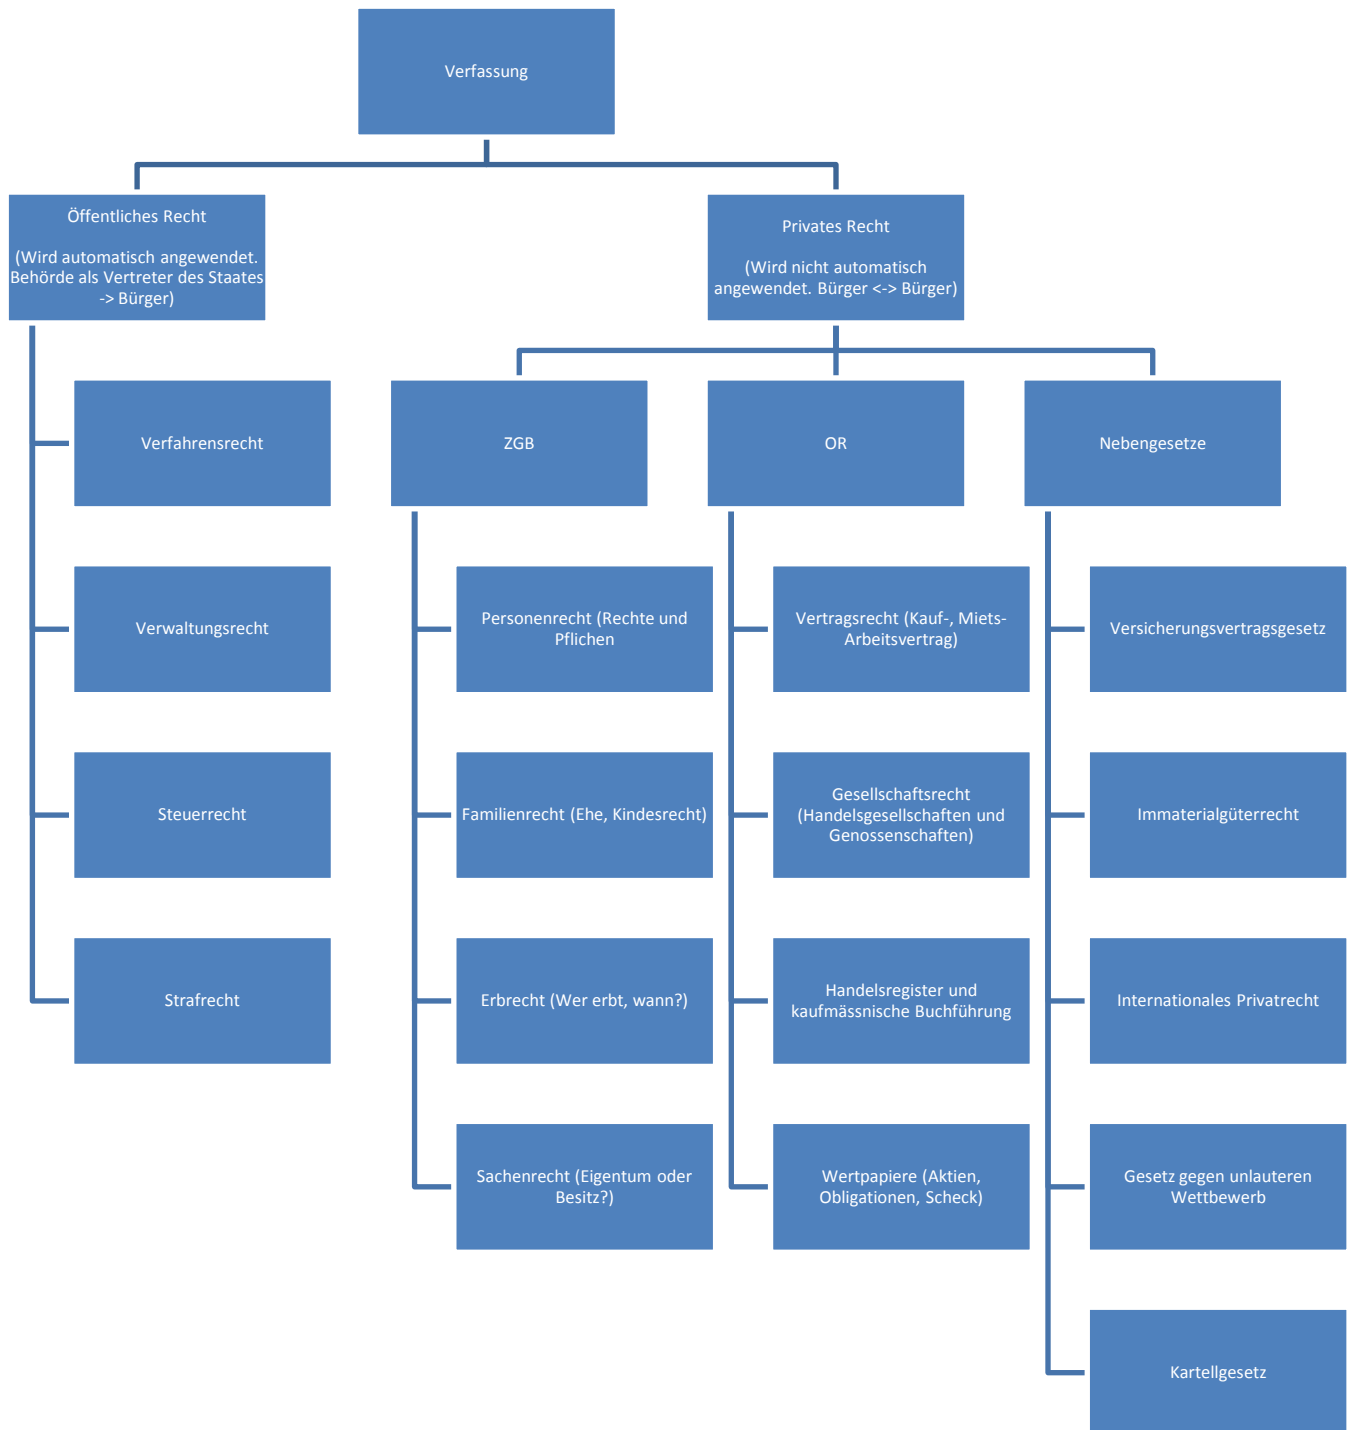 Verfassung
Öffentliches Recht
(Wird automatisch angewendet.
Behörde als Vertreter des Staates
-> Bürger)
Privates Recht
(Wird nicht automatisch
angewendet. Bürger <-> Bürger)
Verfahrensrecht
Verwaltungsrecht
Steuerrecht
Strafrecht
ZGB
Personenrecht (Rechte und
Pflichen
Familienrecht (Ehe, Kindesrecht)
Erbrecht (Wer erbt, wann?)
Sachenrecht (Eigentum oder
Besitz?)
OR
Vertragsrecht (Kauf-, Miets-
Arbeitsvertrag)
Gesellschaftsrecht
(Handelsgesellschaften und
Genossenschaften)
Handelsregister und
kaufmässnische Buchführung
Wertpapiere (Aktien,
Obligationen, Scheck)
Nebengesetze
Versicherungsvertragsgesetz
Immaterialgüterrecht
Internationales Privatrecht
Gesetz gegen unlauteren
Wettbewerb
Kartellgesetz